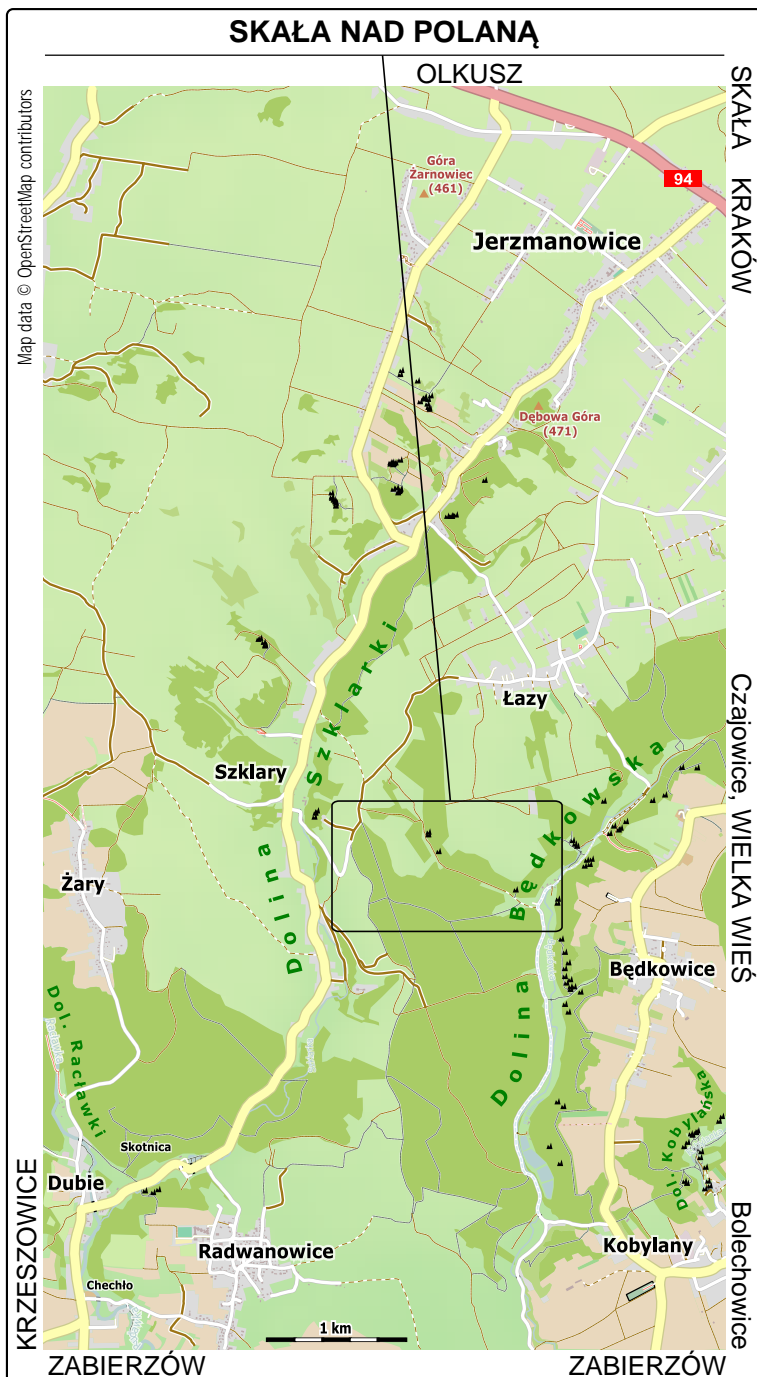 SKAŁA NAD POLANĄ
OLKUSZ
SKAŁA KRAKÓW
Map data © OpenStreetMap contributors
Góra
Żarnowiec
(461)
94
Jerzmanowice
Dębowa Góra
(471)
Łazy
Dolina Szklarki
Szklary
Czajowice, WIELKA WIEŚ
Żary
Dolina Będkowska
Będkowice
Dol. Racławki
Racławka
Dol. Kobylańska
Skotnica
Dubie
KRZESZOWICE
Radwanowice
Kobylany
Bolechowice
Chechło
1 km
ZABIERZÓW
ZABIERZÓW